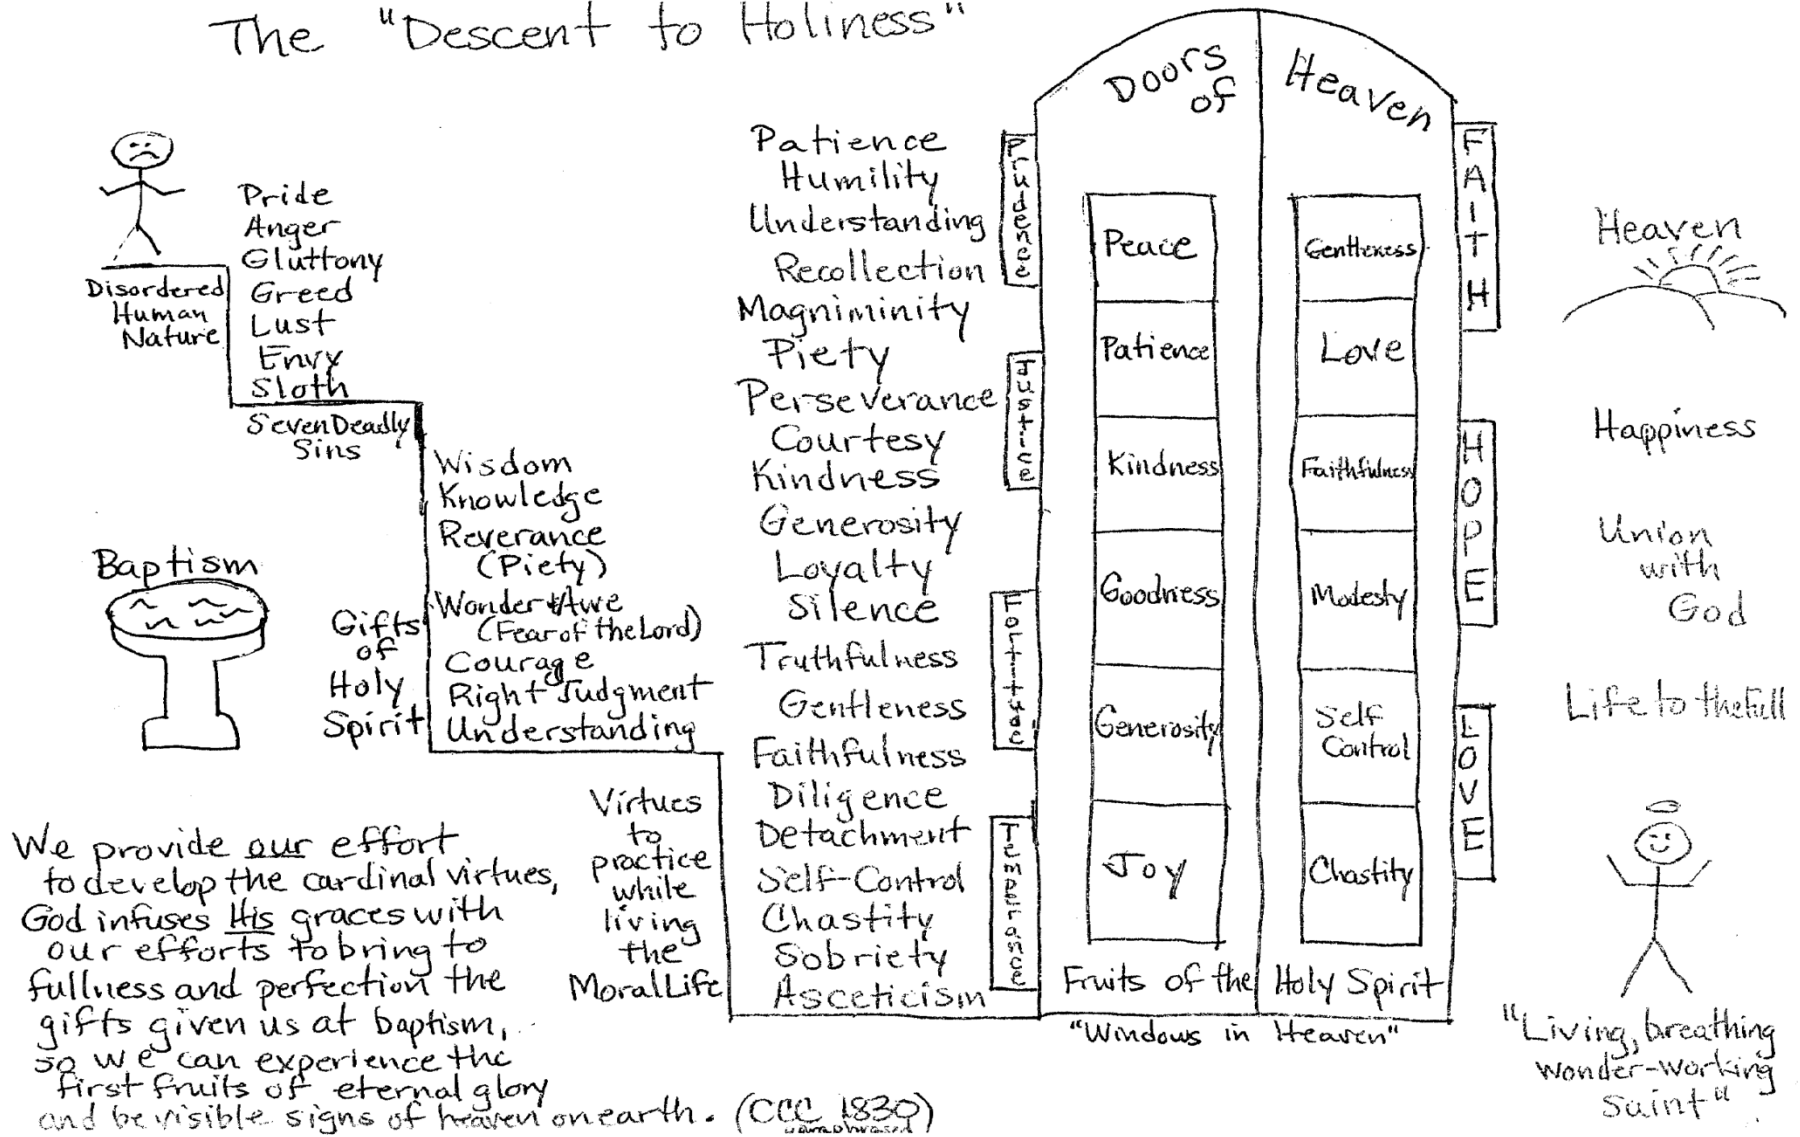 The "Descent to Holiness"
Pride
Anger
Gluttony
Greed
Lust
Envy
Sloth
Disordered
Human
Nature
Seven Deadly
Sins
Wisdom
Knowledge
Reverance
(Piety)
Wonder & Awe
(Fear of the Lord)
Courage
Right Judgment
Understanding
Baptism
Gifts
of
Holy
Spirit
Virtues
to
practice
while
living
the
Moral Life
Patience
Humility
Understanding
Recollection
Magniminity
Piety
Perseverance
Courtesy
Kindness
Generosity
Loyalty
Silence
Truthfulness
Gentleness
Faithfulness
Diligence
Detachment
Self-Control
Chastity
Sobriety
Asceticism
Prudence
Justice
Fortitude
Temperance
Doors
of
Heaven
Peace
Patience
Kindness
Goodness
Generosity
Joy
Gentleness
Love
Faithfulness
Modesty
Self
Control
Chastity
Fruits of the Holy Spirit
"Windows in Heaven"
FAITH
HOPE
LOVE
Heaven
Happiness
Union
with
God
Life to the full
"Living, breathing
wonder-working
Saint"
We provide our effort
to develop the cardinal virtues,
God infuses His graces with
our efforts to bring to
fullness and perfection the
gifts given us at baptism,
so we can experience the
first fruits of eternal glory
and be visible signs of heaven on earth. (CCC 1830)
paraphrased